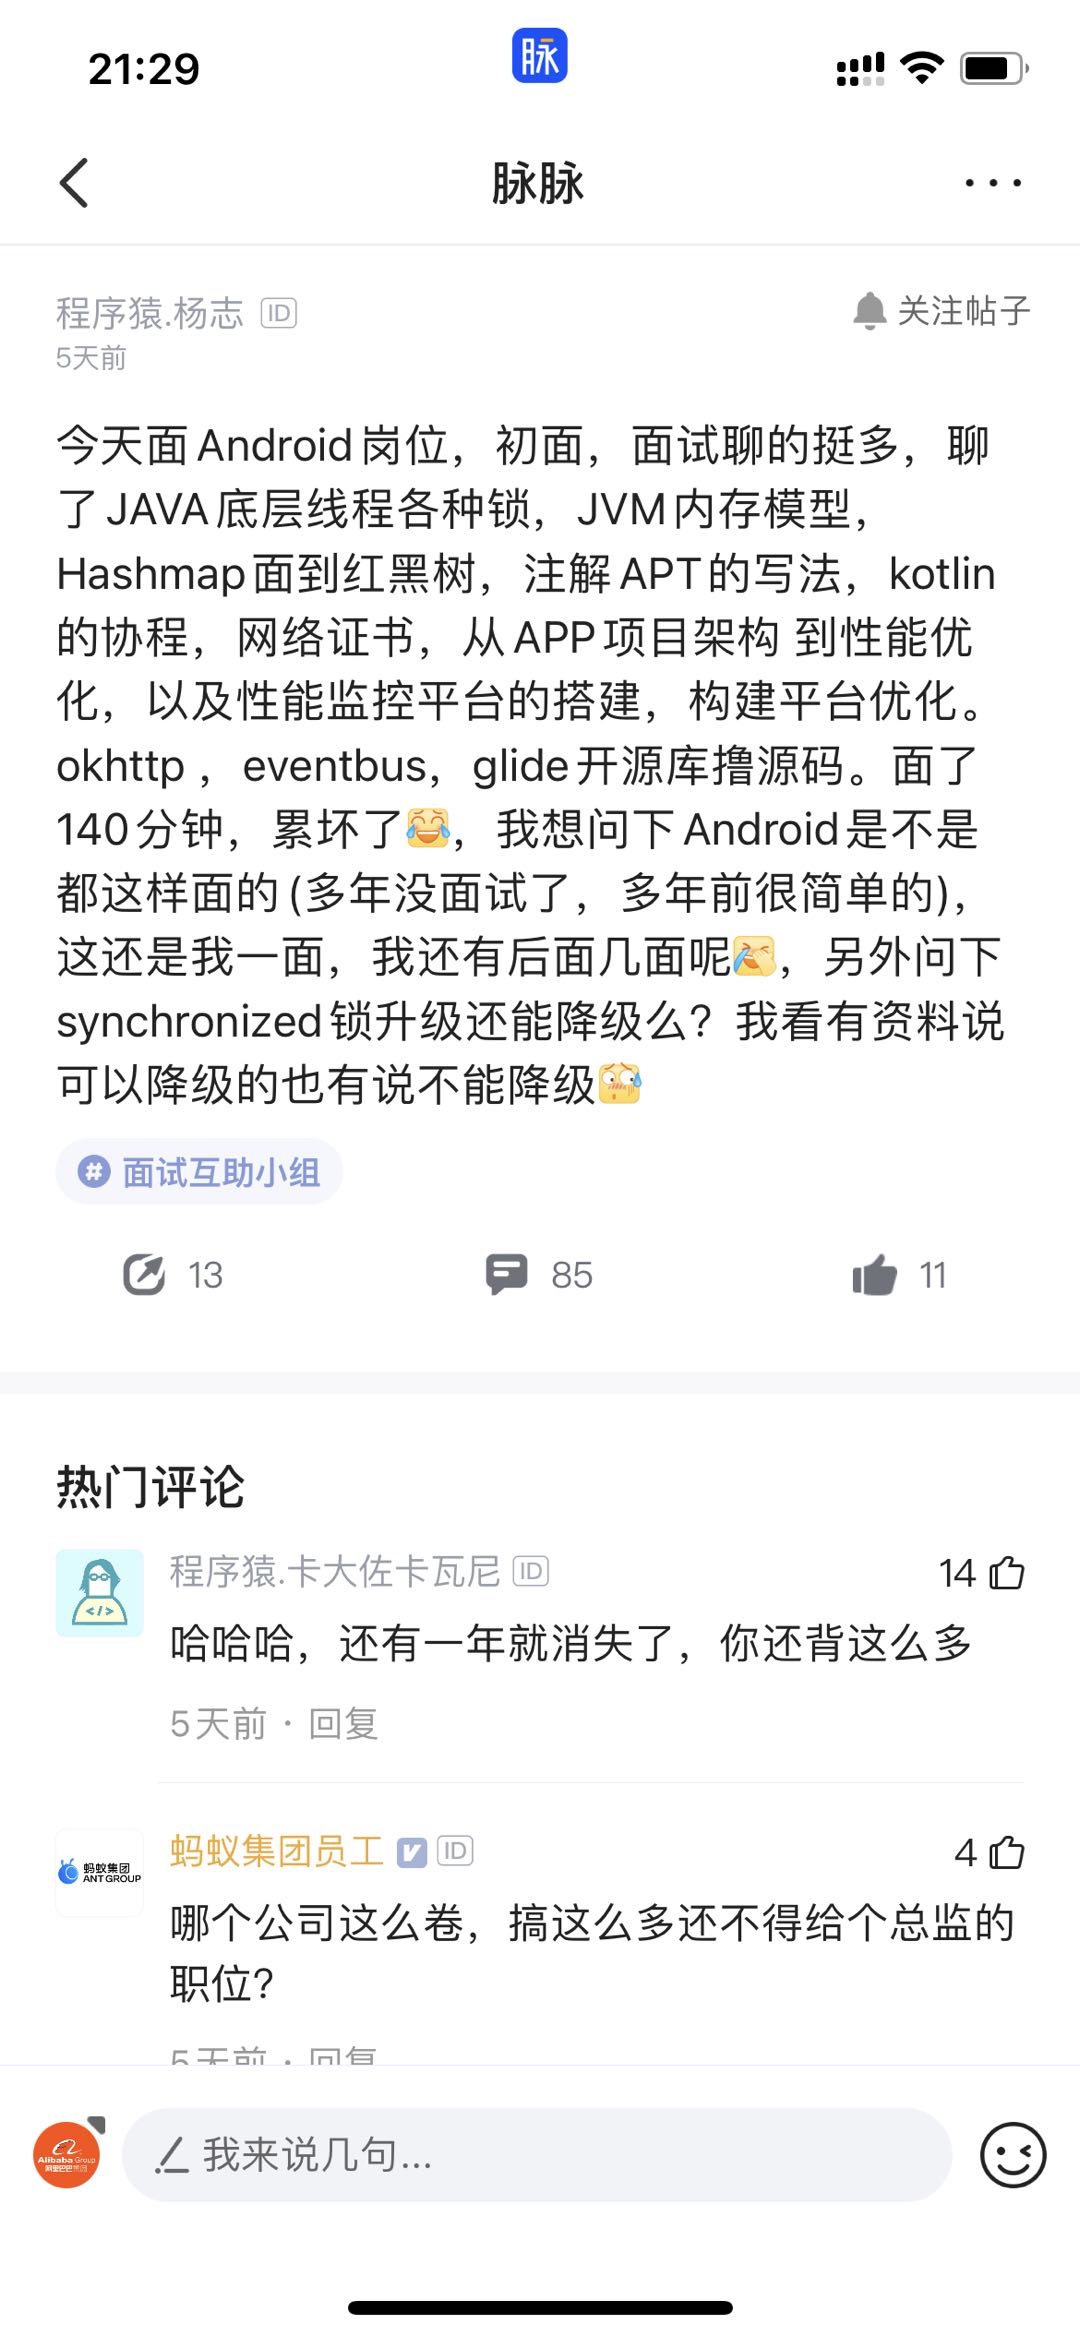 21:29
脉
脉脉
程序猿.杨志 ID
关注帖子
5天前
今天面Android岗位，初面，面试聊的挺多，聊
了JAVA底层线程各种锁，JVM内存模型，
Hashmap面到红黑树，注解APT的写法，kotlin
的协程，网络证书，从APP项目架构 到性能优
化，以及性能监控平台的搭建，构建平台优化。
okhttp ，eventbus，glide开源库撸源码。面了
140分钟，累坏了😂，我想问下Android是不是
都这样面的(多年没面试了，多年前很简单的)，
这还是我一面，我还有后面几面呢，另外问下
synchronized锁升级还能降级么？我看有资料说
可以降级的也有说不能降级
# 面试互助小组
13
85
11
热门评论
程序猿.卡大佐卡瓦尼 ID
14
</>
哈哈哈，还有一年就消失了，你还背这么多
5天前 · 回复
蚂蚁集团员工 V ID
4
蚂蚁集团
ANT GROUP
哪个公司这么卷，搞这么多还不得给个总监的
职位？
5天前 · 回复
Alibaba Group
阿里巴巴集团
我来说几句...